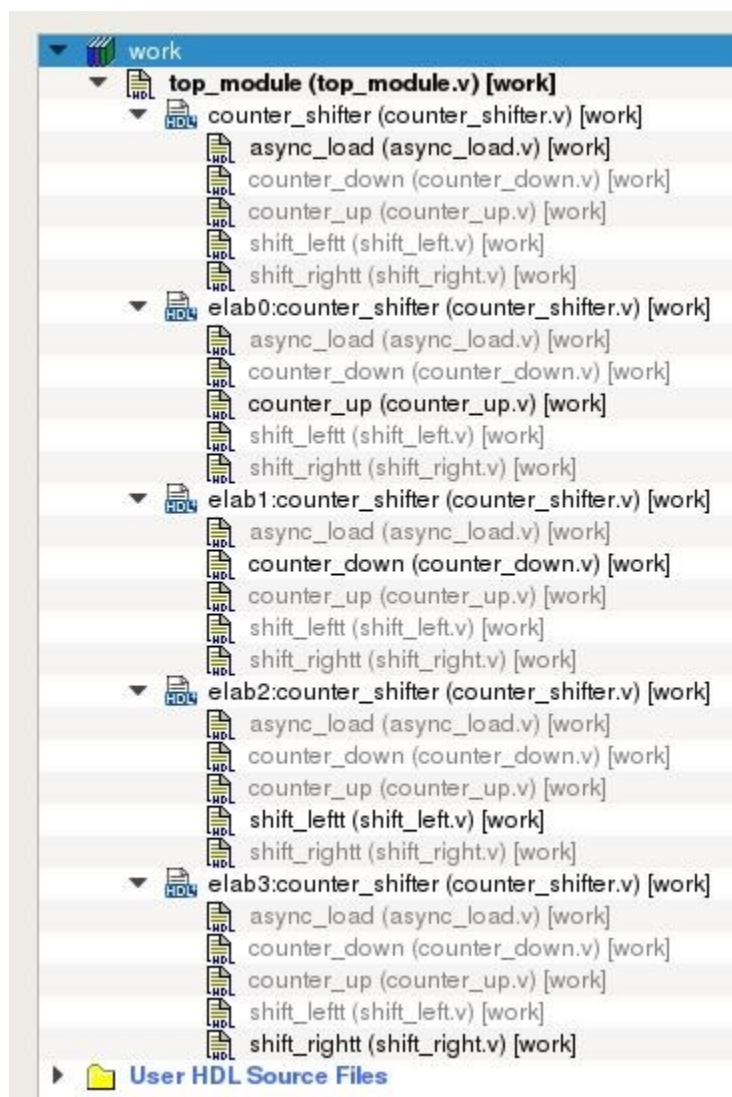 work
top_module (top_module.v) [work]
counter_shifter (counter_shifter.v) [work]
async_load (async_load.v) [work]
counter_down (counter_down.v) [work]
counter_up (counter_up.v) [work]
shift_leftt (shift_left.v) [work]
shift_rightt (shift_right.v) [work]
elab0:counter_shifter (counter_shifter.v) [work]
async_load (async_load.v) [work]
counter_down (counter_down.v) [work]
counter_up (counter_up.v) [work]
shift_leftt (shift_left.v) [work]
shift_rightt (shift_right.v) [work]
elab1:counter_shifter (counter_shifter.v) [work]
async_load (async_load.v) [work]
counter_down (counter_down.v) [work]
counter_up (counter_up.v) [work]
shift_leftt (shift_left.v) [work]
shift_rightt (shift_right.v) [work]
elab2:counter_shifter (counter_shifter.v) [work]
async_load (async_load.v) [work]
counter_down (counter_down.v) [work]
counter_up (counter_up.v) [work]
shift_leftt (shift_left.v) [work]
shift_rightt (shift_right.v) [work]
elab3:counter_shifter (counter_shifter.v) [work]
async_load (async_load.v) [work]
counter_down (counter_down.v) [work]
counter_up (counter_up.v) [work]
shift_leftt (shift_left.v) [work]
shift_rightt (shift_right.v) [work]
User HDL Source Files